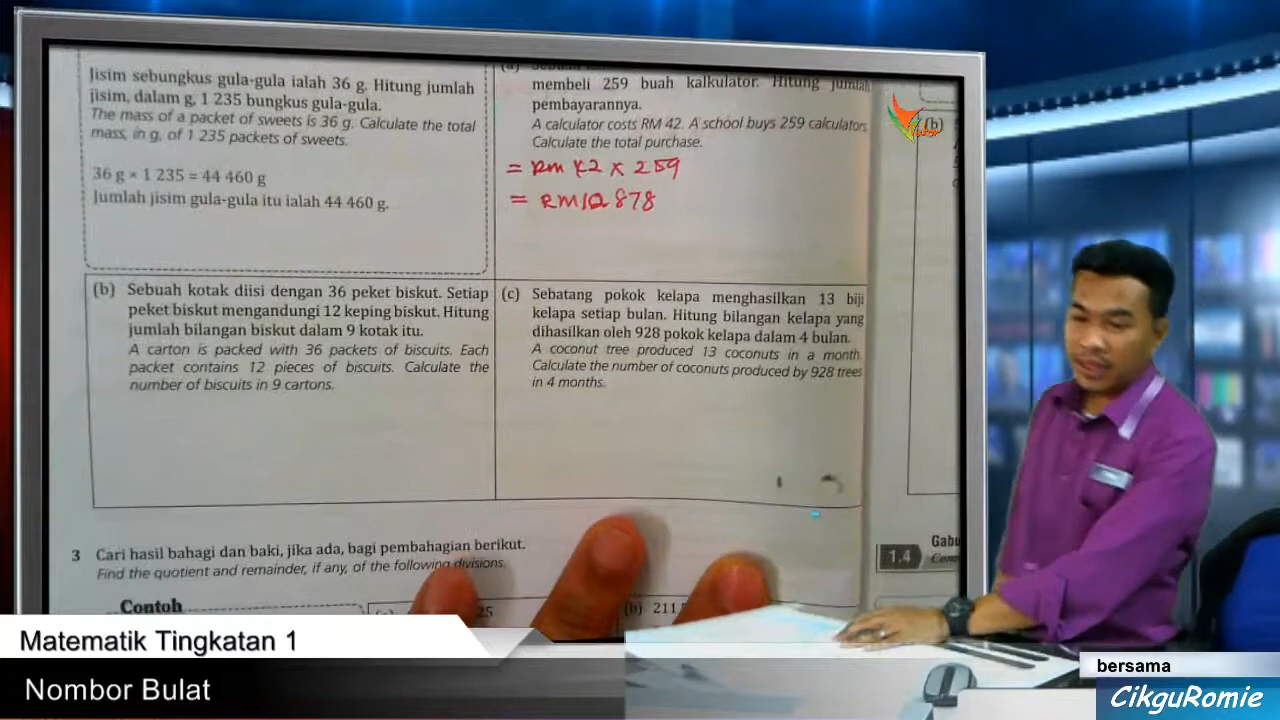 Jisim sebungkus gula-gula ialah 36 g. Hitung jumlah
jisim, dalam g, 1 235 bungkus gula-gula.
The mass of a packet of sweets is 36 g. Calculate the total
mass, in g, of 1 235 packets of sweets.
36 g × 1 235 = 44 460 g
Jumlah jisim gula-gula itu ialah 44 460 g.
membeli 259 buah kalkulator. Hitung jumlah
pembayarannya.
A calculator costs RM 42. A school buys 259 calculators.
Calculate the total purchase.
= RM 42 × 259
= RM10 878
(b)
(b) Sebuah kotak diisi dengan 36 peket biskut. Setiap
peket biskut mengandungi 12 keping biskut. Hitung
jumlah bilangan biskut dalam 9 kotak itu.
A carton is packed with 36 packets of biscuits. Each
packet contains 12 pieces of biscuits. Calculate the
number of biscuits in 9 cartons.
(c) Sebatang pokok kelapa menghasilkan 13 biji
kelapa setiap bulan. Hitung bilangan kelapa yang
dihasilkan oleh 928 pokok kelapa dalam 4 bulan.
A coconut tree produced 13 coconuts in a month.
Calculate the number of coconuts produced by 928 trees
in 4 months.
3 Cari hasil bahagi dan baki, jika ada, bagi pembahagian berikut.
Find the quotient and remainder, if any, of the following divisions.
Contoh
25
(b) 211
1.4
Matematik Tingkatan 1
Nombor Bulat
bersama
CikguRomie